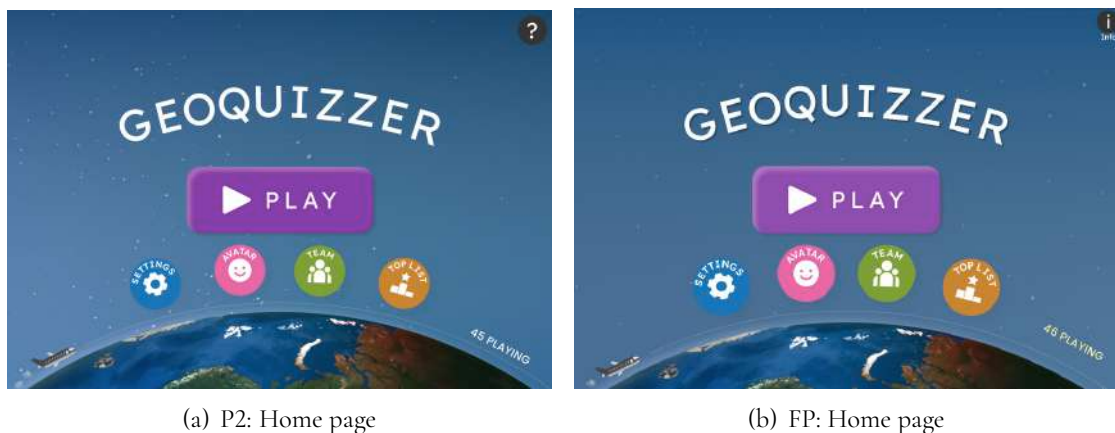 ?
GEOQUIZZER
PLAY
SETTINGS
AVATAR
TEAM
TOP LIST
45 PLAYING
(a) P2: Home page
i
Info
GEOQUIZZER
PLAY
SETTINGS
AVATAR
TEAM
TOP LIST
46 PLAYING
(b) FP: Home page